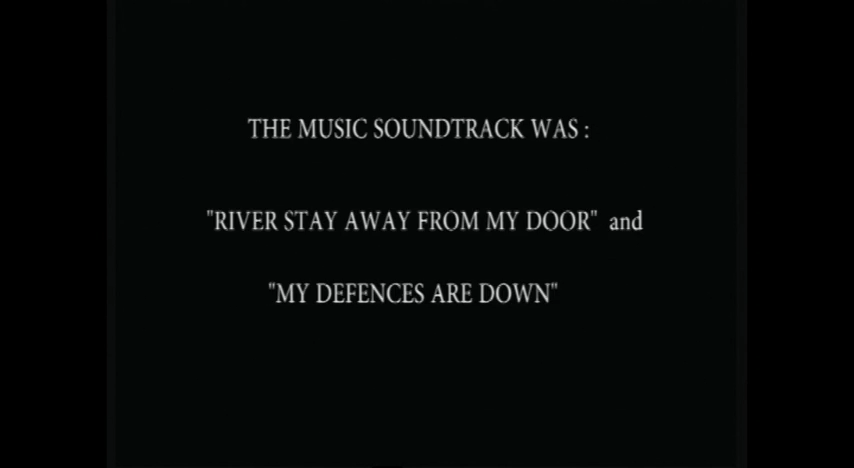 THE MUSIC SOUNDTRACK WAS :
"RIVER STAY AWAY FROM MY DOOR" and
"MY DEFENCES ARE DOWN"